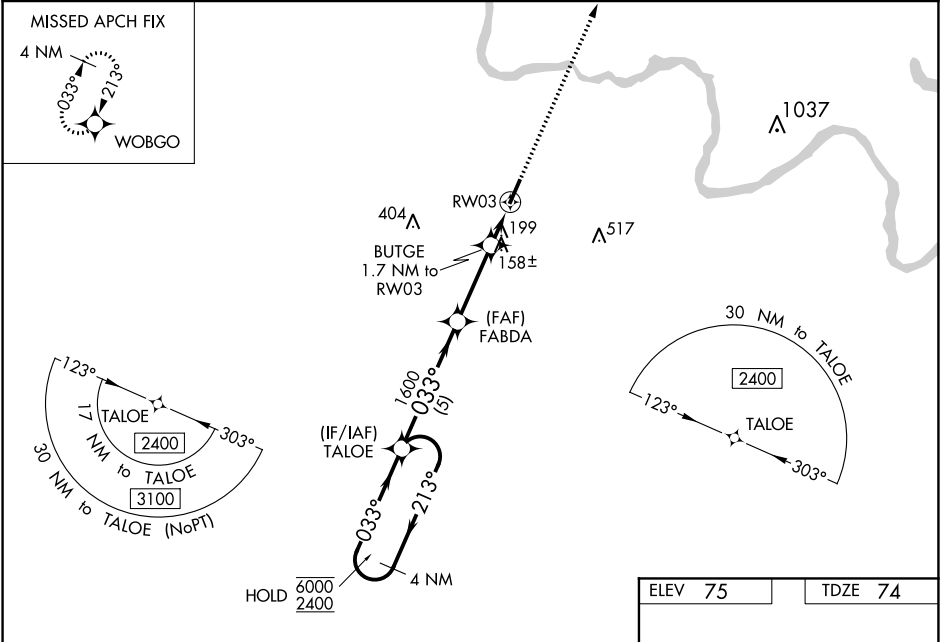 MISSED APCH FIX
4 NM
033°
213°
WOBGO
1037
RW03
404
199
517
BUTGE
1.7 NM to
RW03
158±
(FAF)
FABDA
30 NM to TALOE
2400
123°
TALOE
303°
123°
TALOE
303°
2400
17 NM to TALOE
3100
30 NM to TALOE (NoPT)
1600
033°
(5)
(IF/IAF)
TALOE
033°
213°
4 NM
HOLD
6000
2400
ELEV 75
TDZE 74